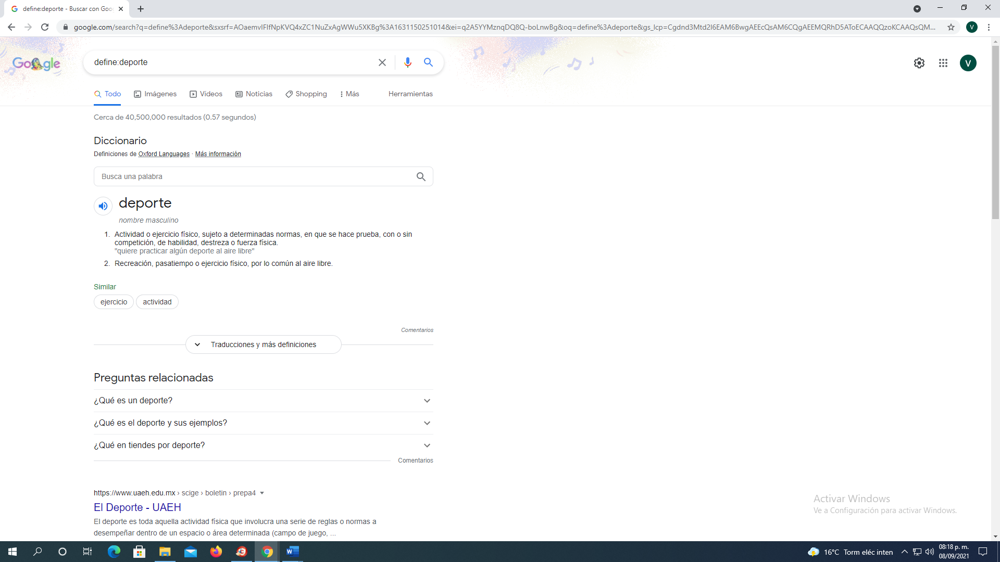 define:deporte - Buscar con Goo
google.com/search?q=define%3Adeporte&sxsrf=AOaemvIFIfNpKVQ4xZC1NuZxAgWWu5XKBg%3A1631150251014&ei=q2A5YYMznqDQ8Q-boLnwBg&oq=define%3Adeporte&gs_lcp=Cgdnd3Mtd2l6EAM6BwgAEEcQsAM6CQgAEEMQRhD5AToECAAQQzoKCAAQsQM...
V
Google
define:deporte
V
Todo Imágenes Vídeos Noticias Shopping Más Herramientas
Cerca de 40,500,000 resultados (0.57 segundos)
Diccionario
Definiciones de Oxford Languages · Más información
Busca una palabra
deporte
nombre masculino
1. Actividad o ejercicio físico, sujeto a determinadas normas, en que se hace prueba, con o sin
competición, de habilidad, destreza o fuerza física.
"quiere practicar algún deporte al aire libre"
2. Recreación, pasatiempo o ejercicio físico, por lo común al aire libre.
Similar
ejercicio actividad
Comentarios
Traducciones y más definiciones
Preguntas relacionadas
¿Qué es un deporte?
¿Qué es el deporte y sus ejemplos?
¿Qué en tiendes por deporte?
Comentarios
https://www.uaeh.edu.mx › scige › boletin › prepa4
El Deporte - UAEH
El deporte es toda aquella actividad física que involucra una serie de reglas o normas a
desempeñar dentro de un espacio o área determinada (campo de juego, ...
Activar Windows
Ve a Configuración para activar Windows.
16°C Torm eléc inten
08:18 p. m.
08/09/2021